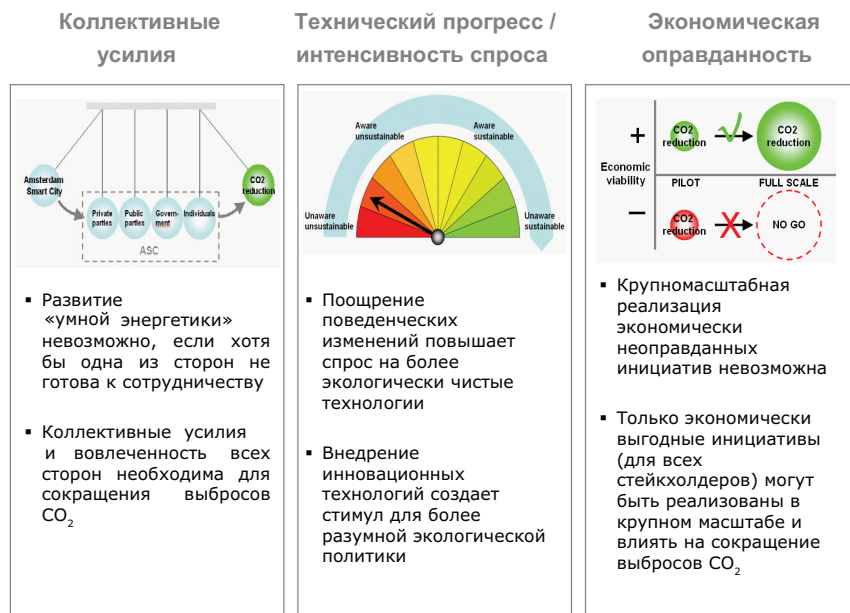 Коллективные
усилия
Технический прогресс /
интенсивность спроса
Экономическая
оправданность
Amsterdam
Smart City
Private
parties
Public
parties
Govern-
ment
Individuals
CO2
reduction
ASC
▪ Развитие
«умной энергетики»
невозможно, если хотя
бы одна из сторон не
готова к сотрудничеству
▪ Коллективные усилия
и вовлеченность всех
сторон необходима для
сокращения выбросов
CO₂
Aware
unsustainable
Aware
sustainable
Unaware
unsustainable
Unaware
sustainable
▪ Поощрение
поведенческих
изменений повышает
спрос на более
экологически чистые
технологии
▪ Внедрение
инновационных
технологий создает
стимул для более
разумной экологической
политики
+
Economic
viability
−
CO2
reduction
CO2
reduction
PILOT
FULL SCALE
CO2
reduction
NO GO
▪ Крупномасштабная
реализация
экономически
неоправданных
инициатив невозможна
▪ Только экономически
выгодные инициативы
(для всех
стейкхолдеров) могут
быть реализованы в
крупном масштабе и
влиять на сокращение
выбросов CO₂